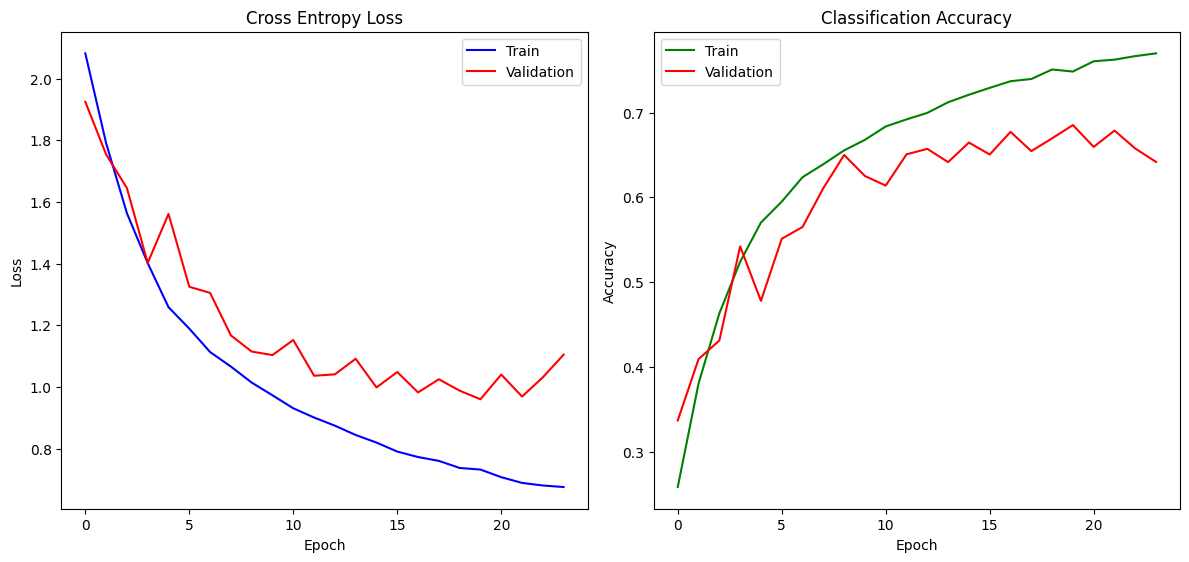 Cross Entropy Loss
Train
Validation
2.0
1.8
1.6
1.4
1.2
1.0
0.8
Loss
0 5 10 15 20
Epoch
Classification Accuracy
Train
Validation
0.7
0.6
0.5
0.4
0.3
Accuracy
0 5 10 15 20
Epoch